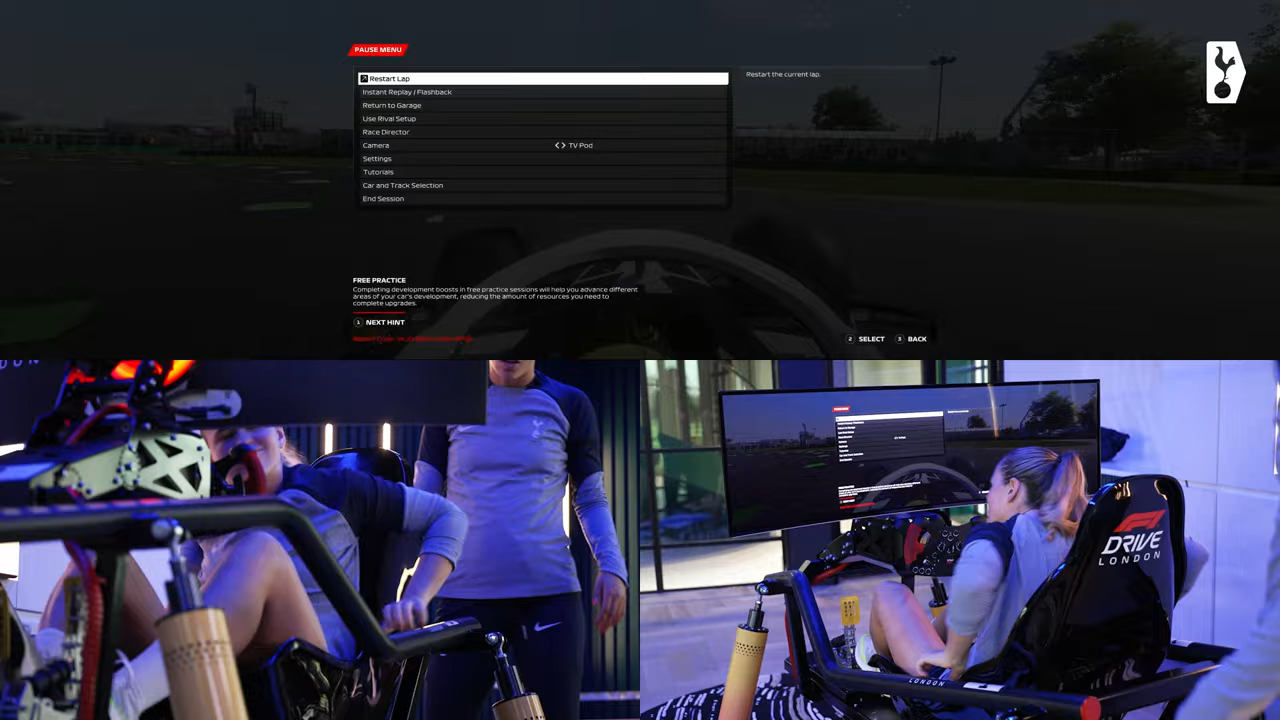 PAUSE MENU
Restart Lap
Restart the current lap.
Instant Replay / Flashback
Return to Garage
Use Rival Setup
Race Director
Camera
TV Pod
Settings
Tutorials
Car and Track Selection
End Session
FREE PRACTICE
Completing development boosts in free practice sessions will help you advance different
areas of your car's development, reducing the amount of resources you need to
complete upgrades.
1 NEXT HINT
2 SELECT
3 BACK
F1
DRIVE
LONDON
LONDON